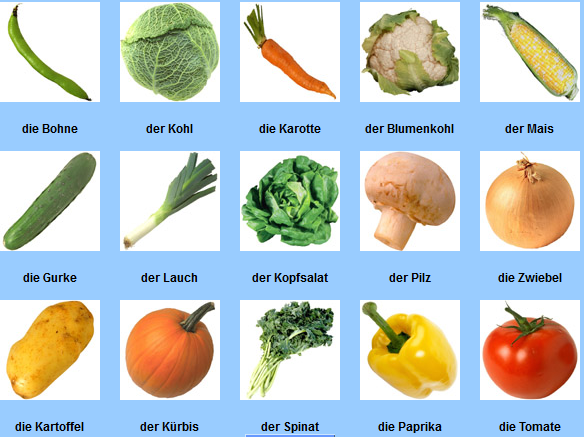 die Bohne der Kohl die Karotte der Blumenkohl der Mais
die Gurke der Lauch der Kopfsalat der Pilz die Zwiebel
die Kartoffel der Kürbis der Spinat die Paprika die Tomate